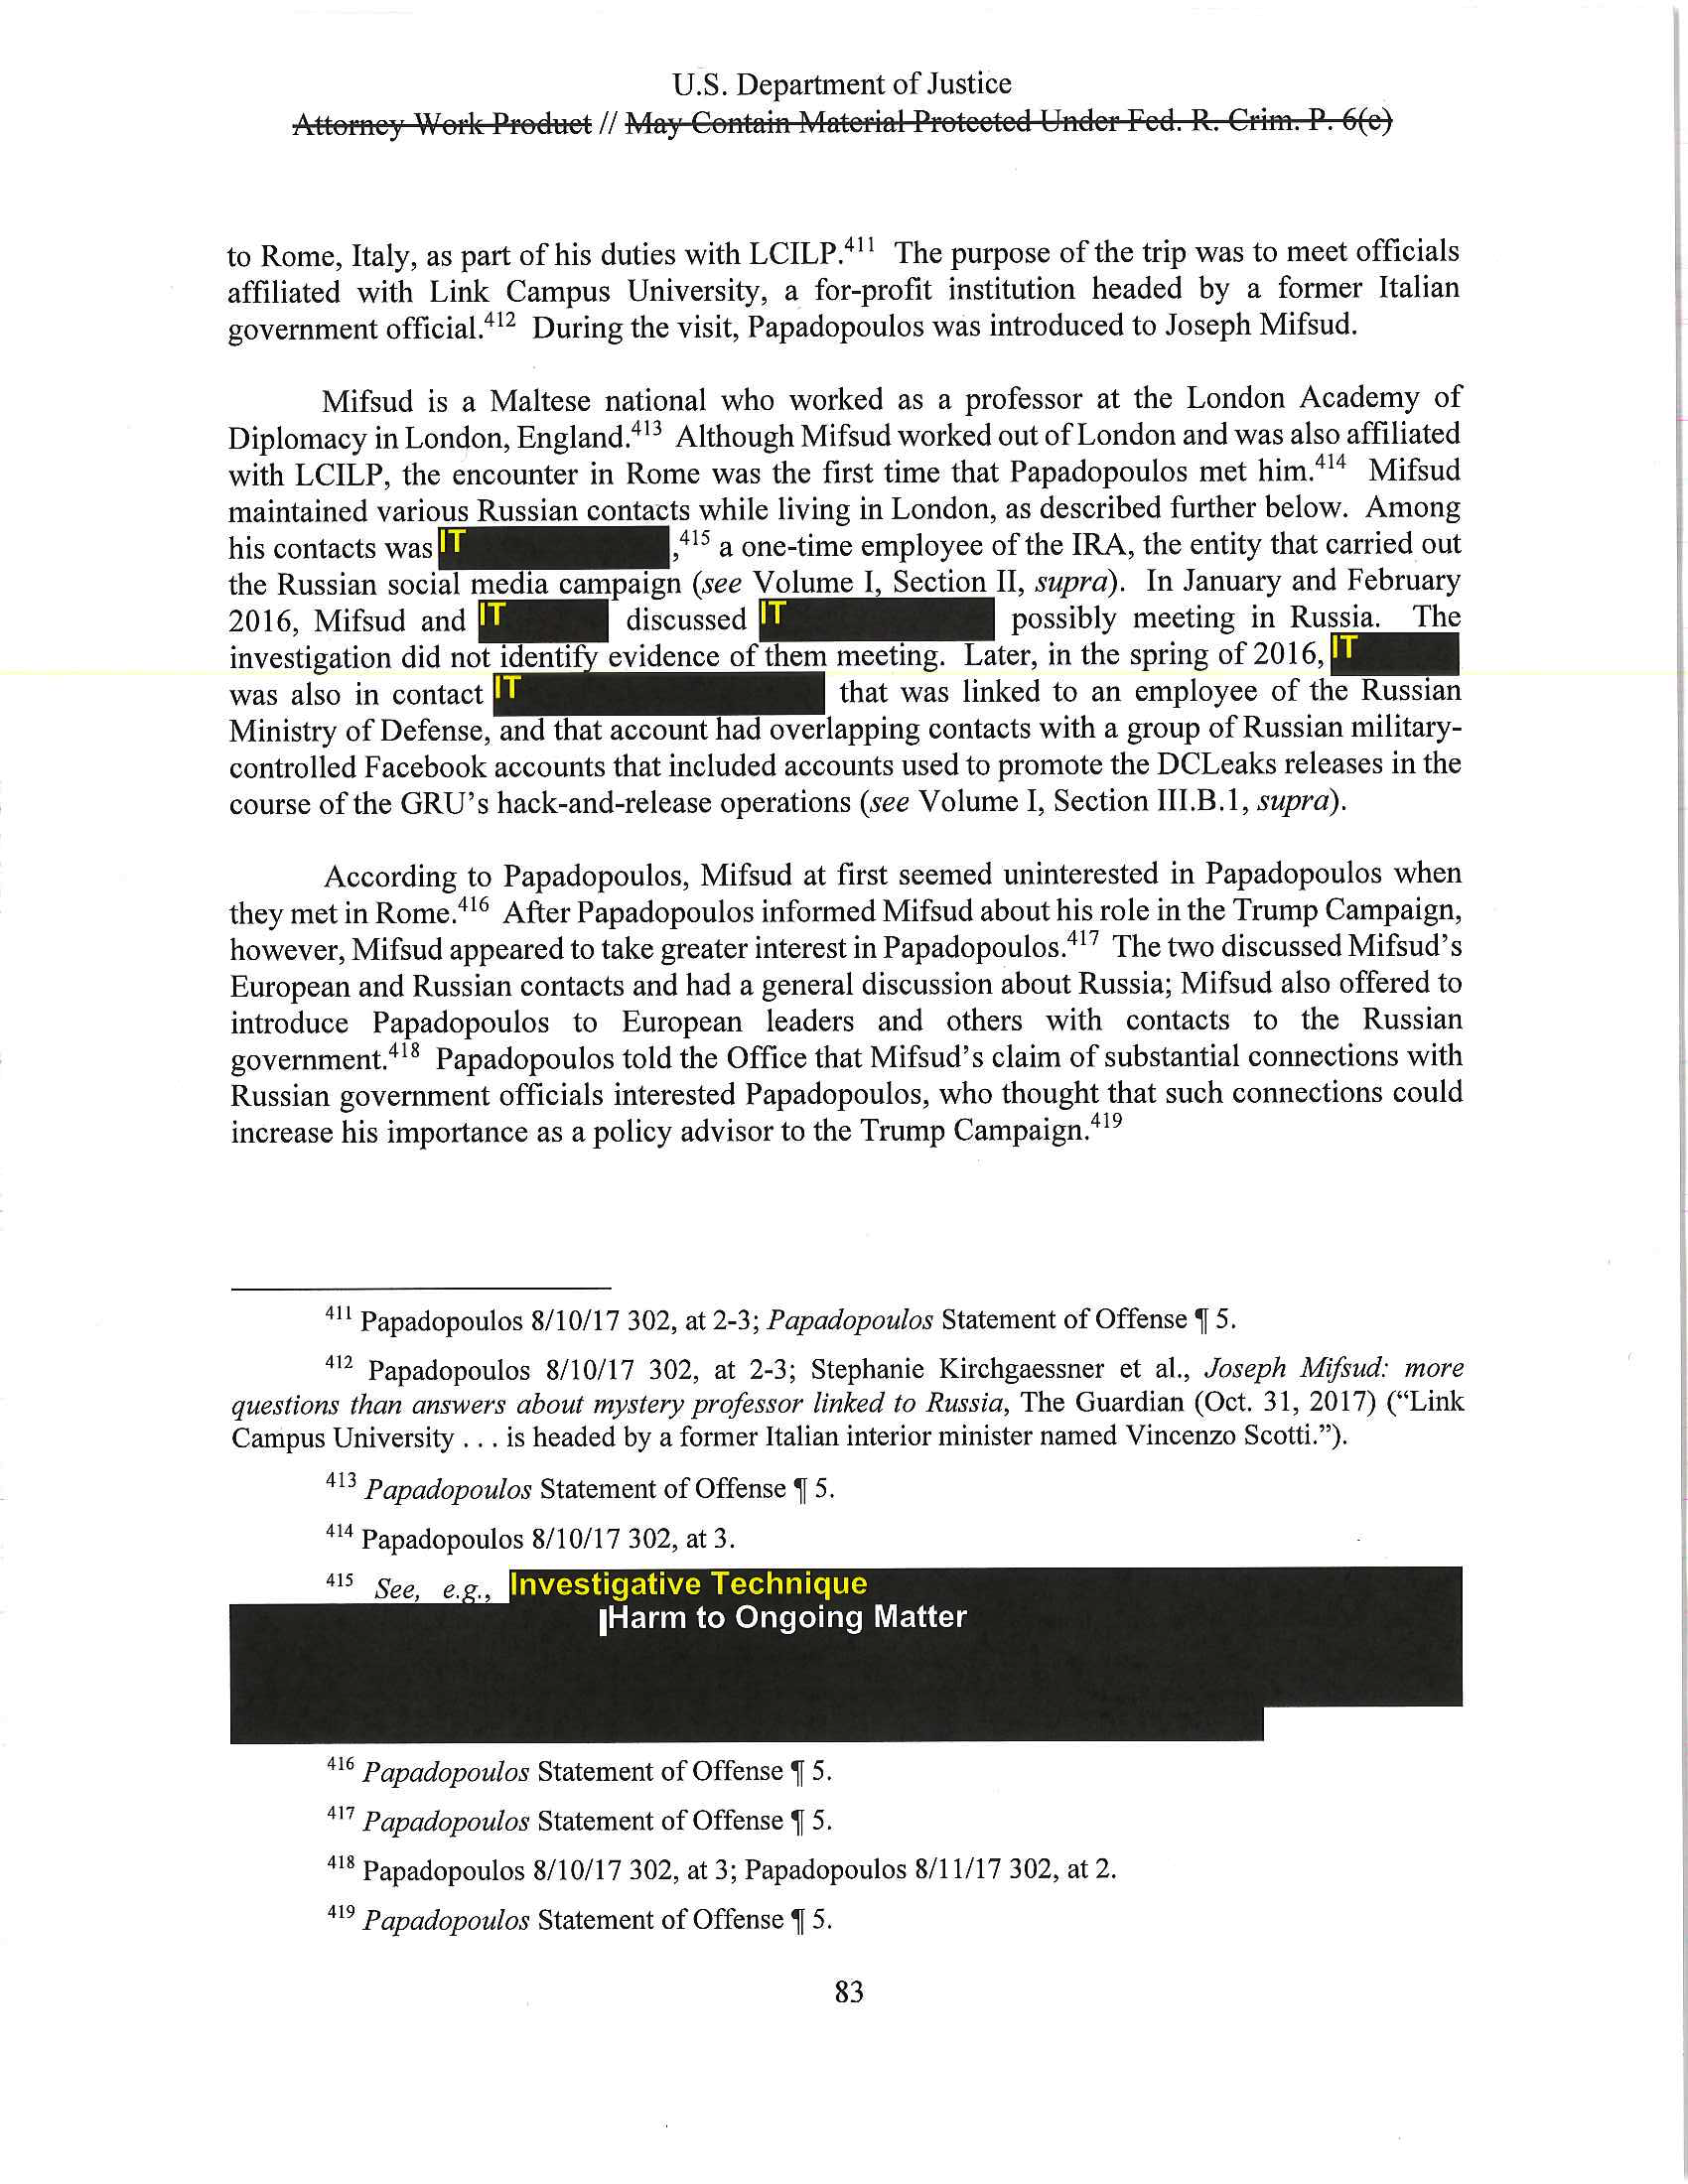 U.S. Department of Justice
Attorney Work Product // May Contain Material Protected Under Fed. R. Crim. P. 6(e)
to Rome, Italy, as part of his duties with LCILP.411 The purpose of the trip was to meet officials
affiliated with Link Campus University, a for-profit institution headed by a former Italian
government official.412 During the visit, Papadopoulos was introduced to Joseph Mifsud.
Mifsud is a Maltese national who worked as a professor at the London Academy of
Diplomacy in London, England.413 Although Mifsud worked out of London and was also affiliated
with LCILP, the encounter in Rome was the first time that Papadopoulos met him.414 Mifsud
maintained various Russian contacts while living in London, as described further below. Among
his contacts was IT ,415 a one-time employee of the IRA, the entity that carried out
the Russian social media campaign (see Volume I, Section II, supra). In January and February
2016, Mifsud and IT discussed IT possibly meeting in Russia. The
investigation did not identify evidence of them meeting. Later, in the spring of 2016, IT
was also in contact IT that was linked to an employee of the Russian
Ministry of Defense, and that account had overlapping contacts with a group of Russian military-
controlled Facebook accounts that included accounts used to promote the DCLeaks releases in the
course of the GRU's hack-and-release operations (see Volume I, Section III.B.1, supra).
According to Papadopoulos, Mifsud at first seemed uninterested in Papadopoulos when
they met in Rome.416 After Papadopoulos informed Mifsud about his role in the Trump Campaign,
however, Mifsud appeared to take greater interest in Papadopoulos.417 The two discussed Mifsud's
European and Russian contacts and had a general discussion about Russia; Mifsud also offered to
introduce Papadopoulos to European leaders and others with contacts to the Russian
government.418 Papadopoulos told the Office that Mifsud's claim of substantial connections with
Russian government officials interested Papadopoulos, who thought that such connections could
increase his importance as a policy advisor to the Trump Campaign.419
411 Papadopoulos 8/10/17 302, at 2-3; Papadopoulos Statement of Offense ¶ 5.
412 Papadopoulos 8/10/17 302, at 2-3; Stephanie Kirchgaessner et al., Joseph Mifsud: more
questions than answers about mystery professor linked to Russia, The Guardian (Oct. 31, 2017) ("Link
Campus University . . . is headed by a former Italian interior minister named Vincenzo Scotti.").
413 Papadopoulos Statement of Offense ¶ 5.
414 Papadopoulos 8/10/17 302, at 3.
415 See, e.g., Investigative Technique
Harm to Ongoing Matter
416 Papadopoulos Statement of Offense ¶ 5.
417 Papadopoulos Statement of Offense ¶ 5.
418 Papadopoulos 8/10/17 302, at 3; Papadopoulos 8/11/17 302, at 2.
419 Papadopoulos Statement of Offense ¶ 5.
83